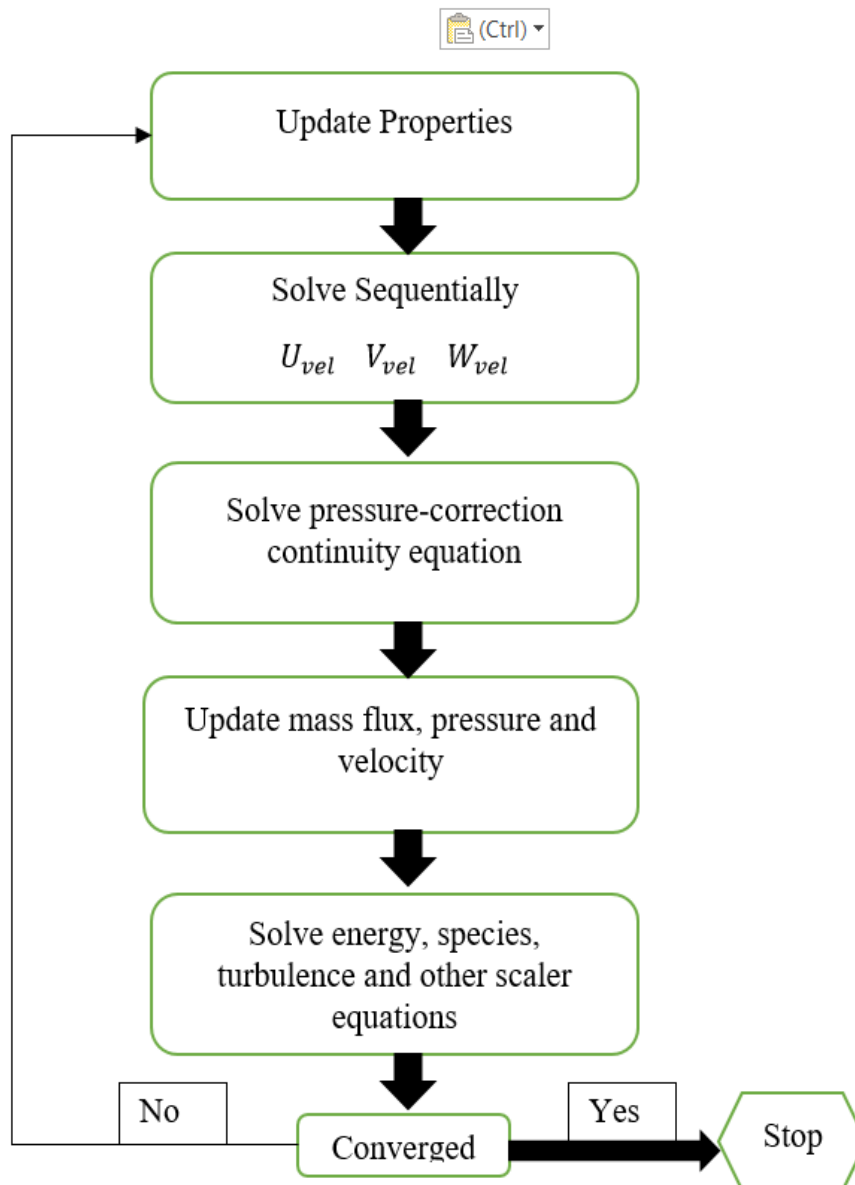 (Ctrl)
Update Properties
Solve Sequentially
U_vel V_vel W_vel
Solve pressure-correction
continuity equation
Update mass flux, pressure and
velocity
Solve energy, species,
turbulence and other scaler
equations
No
Yes
Converged
Stop